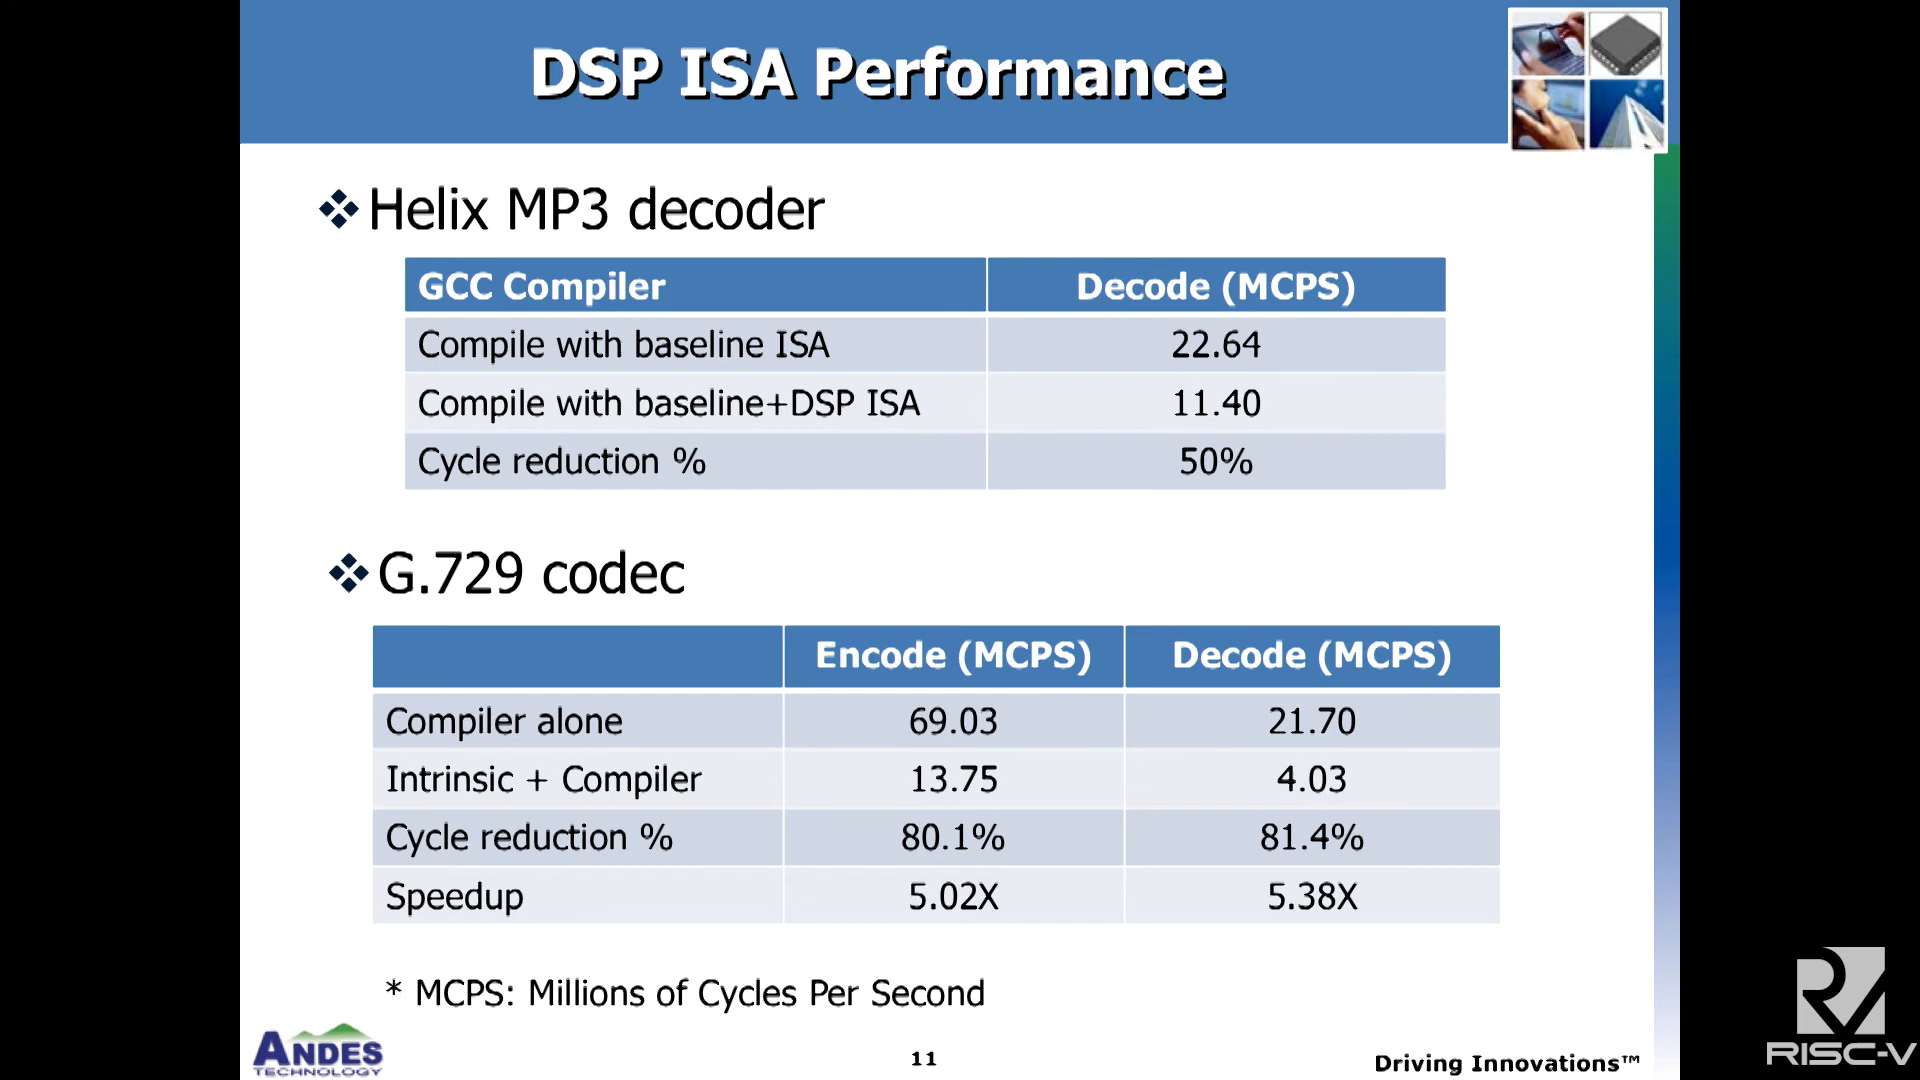 DSP ISA Performance
Helix MP3 decoder
GCC Compiler Decode (MCPS)
Compile with baseline ISA 22.64
Compile with baseline+DSP ISA 11.40
Cycle reduction % 50%
G.729 codec
Encode (MCPS) Decode (MCPS)
Compiler alone 69.03 21.70
Intrinsic + Compiler 13.75 4.03
Cycle reduction % 80.1% 81.4%
Speedup 5.02X 5.38X
* MCPS: Millions of Cycles Per Second
ANDES
TECHNOLOGY
11
Driving Innovations™
RISC-V